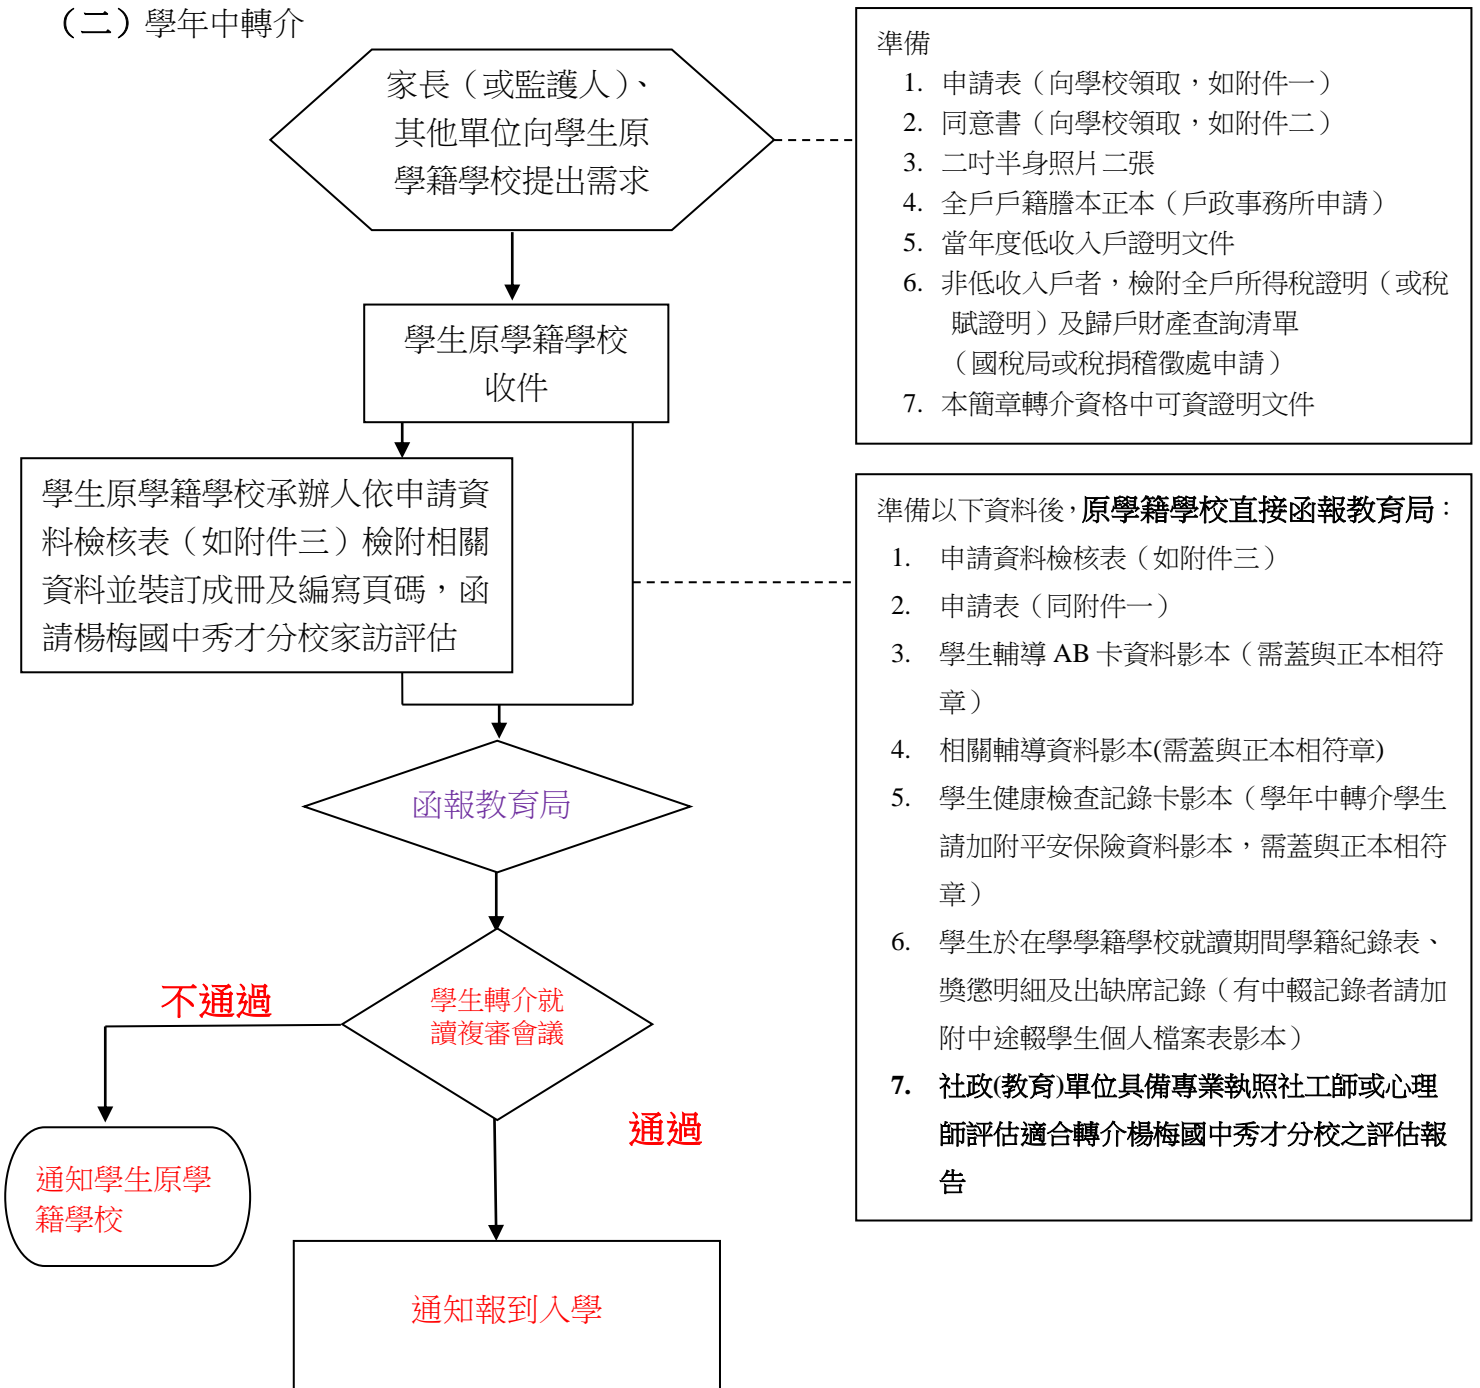 （二）學年中轉介
家長（或監護人）、
其他單位向學生原
學籍學校提出需求
準備
1. 申請表（向學校領取，如附件一）
2. 同意書（向學校領取，如附件二）
3. 二吋半身照片二張
4. 全戶戶籍謄本正本（戶政事務所申請）
5. 當年度低收入戶證明文件
6. 非低收入戶者，檢附全戶所得稅證明（或稅
賦證明）及歸戶財產查詢清單
（國稅局或稅捐稽徵處申請）
7. 本簡章轉介資格中可資證明文件
學生原學籍學校
收件
學生原學籍學校承辦人依申請資
料檢核表（如附件三）檢附相關
資料並裝訂成冊及編寫頁碼，函
請楊梅國中秀才分校家訪評估
準備以下資料後，原學籍學校直接函報教育局：
1. 申請資料檢核表（如附件三）
2. 申請表（同附件一）
3. 學生輔導 AB 卡資料影本（需蓋與正本相符
章）
4. 相關輔導資料影本(需蓋與正本相符章)
5. 學生健康檢查記錄卡影本（學年中轉介學生
請加附平安保險資料影本，需蓋與正本相符
章）
6. 學生於在學學籍學校就讀期間學籍紀錄表、
獎懲明細及出缺席記錄（有中輟記錄者請加
附中途輟學生個人檔案表影本）
7. 社政(教育)單位具備專業執照社工師或心理
師評估適合轉介楊梅國中秀才分校之評估報
告
函報教育局
學生轉介就
讀複審會議
不通過
通過
通知學生原學
籍學校
通知報到入學